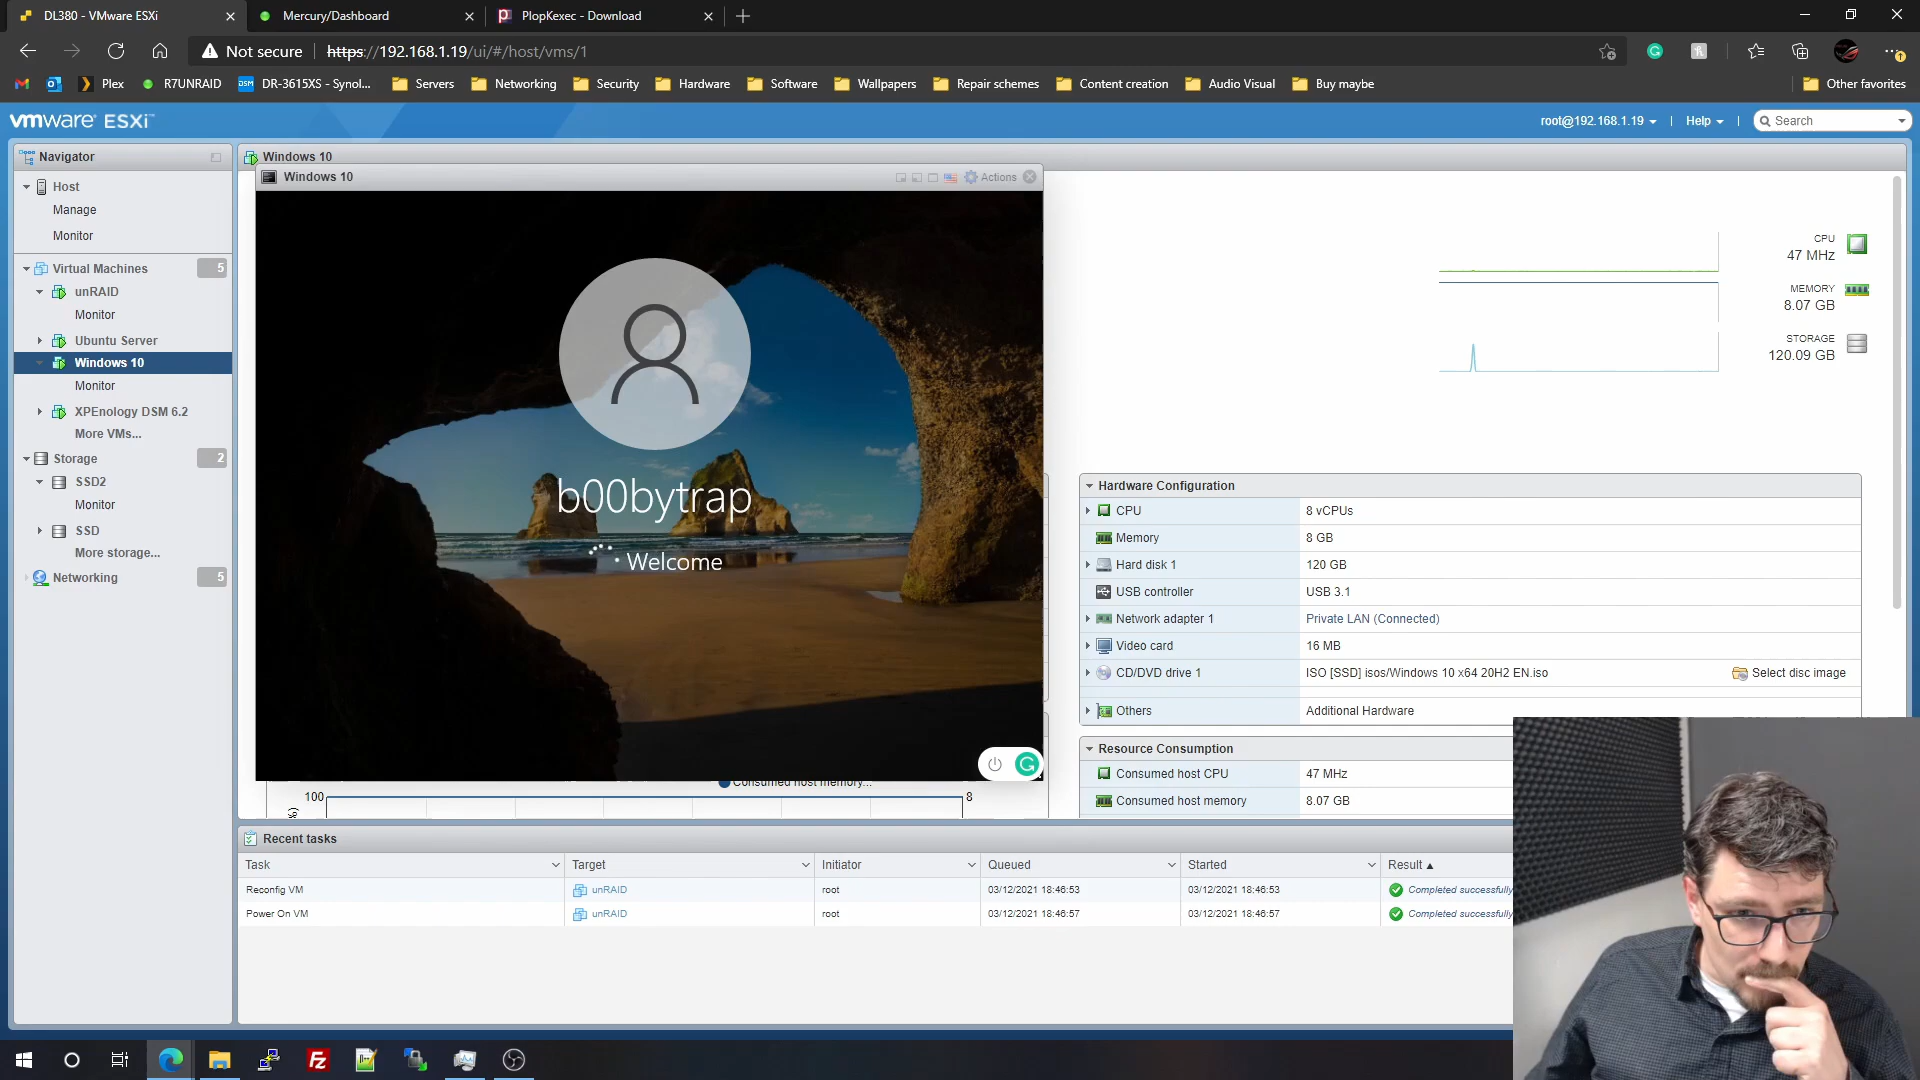 DL380 - VMware ESXi
Mercury/Dashboard
PlopKexec - Download
Not secure
https://192.168.1.19/ui/#/host/vms/1
Plex
R7UNRAID
DSM
DR-3615XS - Synol...
Servers
Networking
Security
Hardware
Software
Wallpapers
Repair schemes
Content creation
Audio Visual
Buy maybe
Other favorites
vmware ESXi
root@192.168.1.19
Help
Search
Navigator
Host
Manage
Monitor
Virtual Machines
5
unRAID
Monitor
Ubuntu Server
Windows 10
Monitor
XPEnology DSM 6.2
More VMs...
Storage
2
SSD2
Monitor
SSD
More storage...
Networking
5
Windows 10
Windows 10
Actions
b00bytrap
Welcome
Consumed host memory...
100
8
CPU
47 MHz
MEMORY
8.07 GB
STORAGE
120.09 GB
Hardware Configuration
CPU
8 vCPUs
Memory
8 GB
Hard disk 1
120 GB
USB controller
USB 3.1
Network adapter 1
Private LAN (Connected)
Video card
16 MB
CD/DVD drive 1
ISO [SSD] isos/Windows 10 x64 20H2 EN.iso
Select disc image
Others
Additional Hardware
Resource Consumption
Consumed host CPU
47 MHz
Consumed host memory
8.07 GB
Recent tasks
Task
Target
Initiator
Queued
Started
Result
Reconfig VM
unRAID
root
03/12/2021 18:46:53
03/12/2021 18:46:53
Completed successfully
Power On VM
unRAID
root
03/12/2021 18:46:57
03/12/2021 18:46:57
Completed successfully